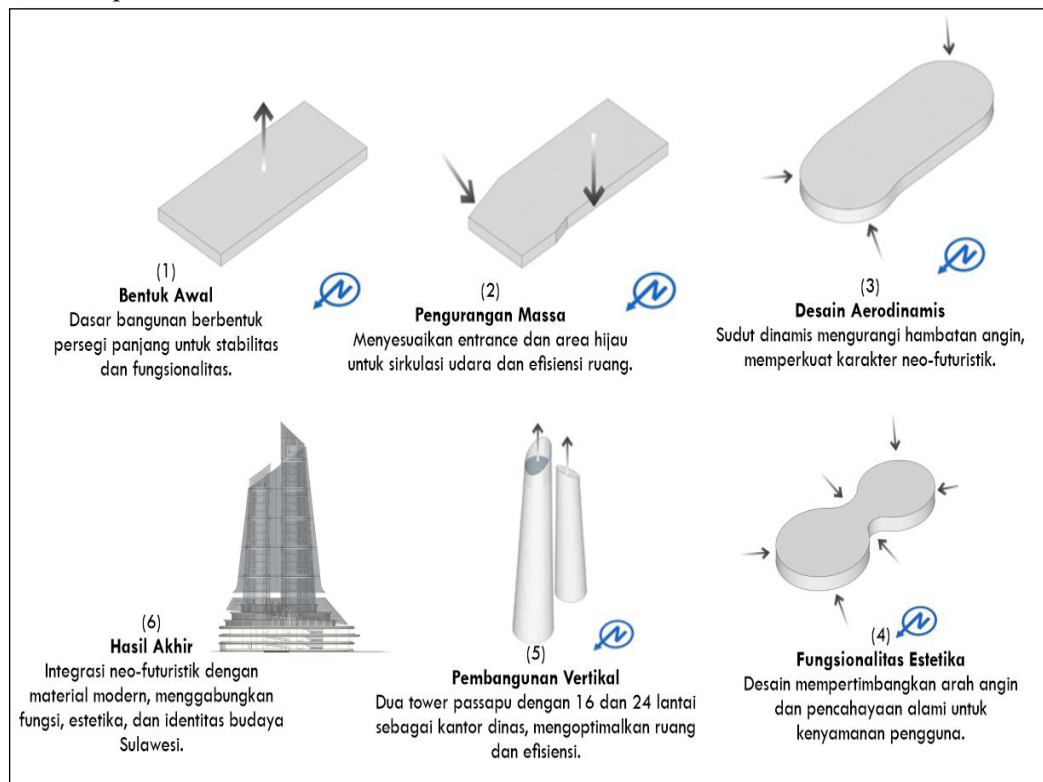 (1)
Bentuk Awal
Dasar bangunan berbentuk
persegi panjang untuk stabilitas
dan fungsionalitas.
N
(2)
Pengurangan Massa
Menyesuaikan entrance dan area hijau
untuk sirkulasi udara dan efisiensi ruang.
N
(3)
Desain Aerodinamis
Sudut dinamis mengurangi hambatan angin,
memperkuat karakter neo-futuristik.
N
(4)
Fungsionalitas Estetika
Desain mempertimbangkan arah angin
dan pencahayaan alami untuk
kenyamanan pengguna.
N
(5)
Pembangunan Vertikal
Dua tower passapu dengan 16 dan 24 lantai
sebagai kantor dinas, mengoptimalkan ruang
dan efisiensi.
N
(6)
Hasil Akhir
Integrasi neo-futuristik dengan
material modern, menggabungkan
fungsi, estetika, dan identitas budaya
Sulawesi.